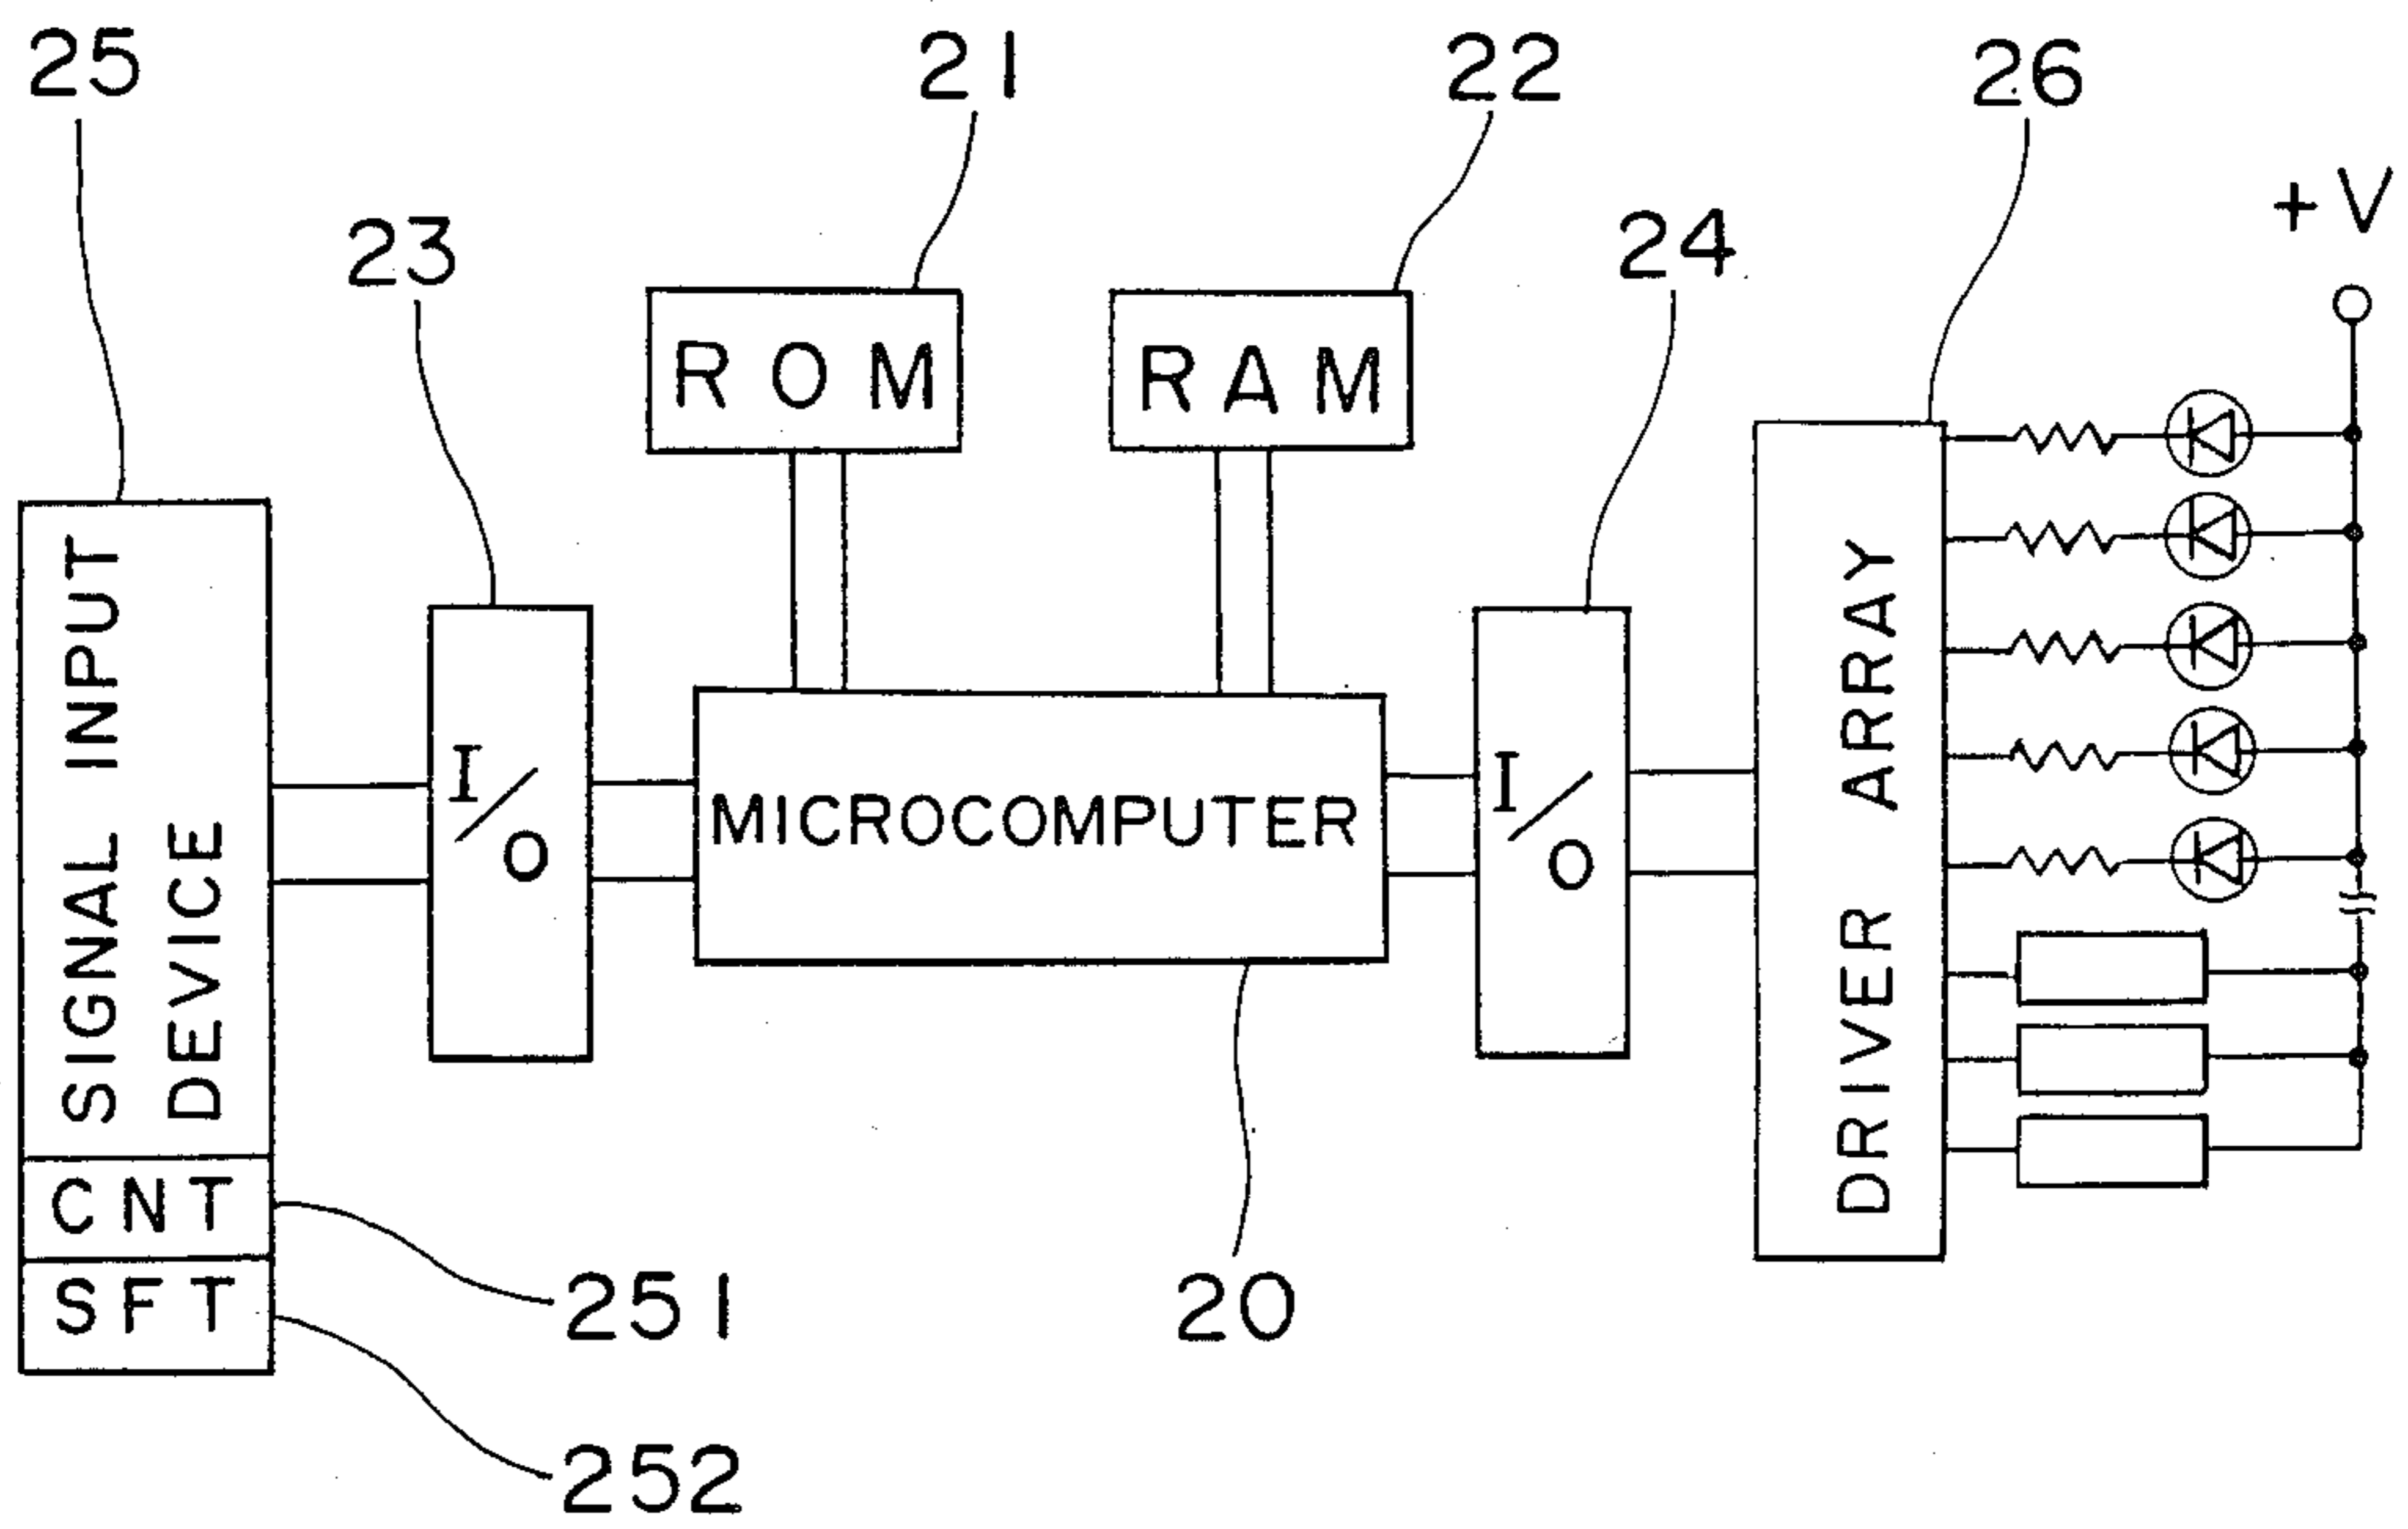 25
21
22
26
+V
23
24
ROM
RAM
SIGNAL INPUT
DEVICE
I/O
MICROCOMPUTER
I/O
DRIVER ARRAY
CNT
SFT
251
20
252